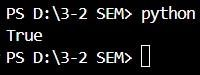 PS D:\3-2 SEM> python
True
PS D:\3-2 SEM>